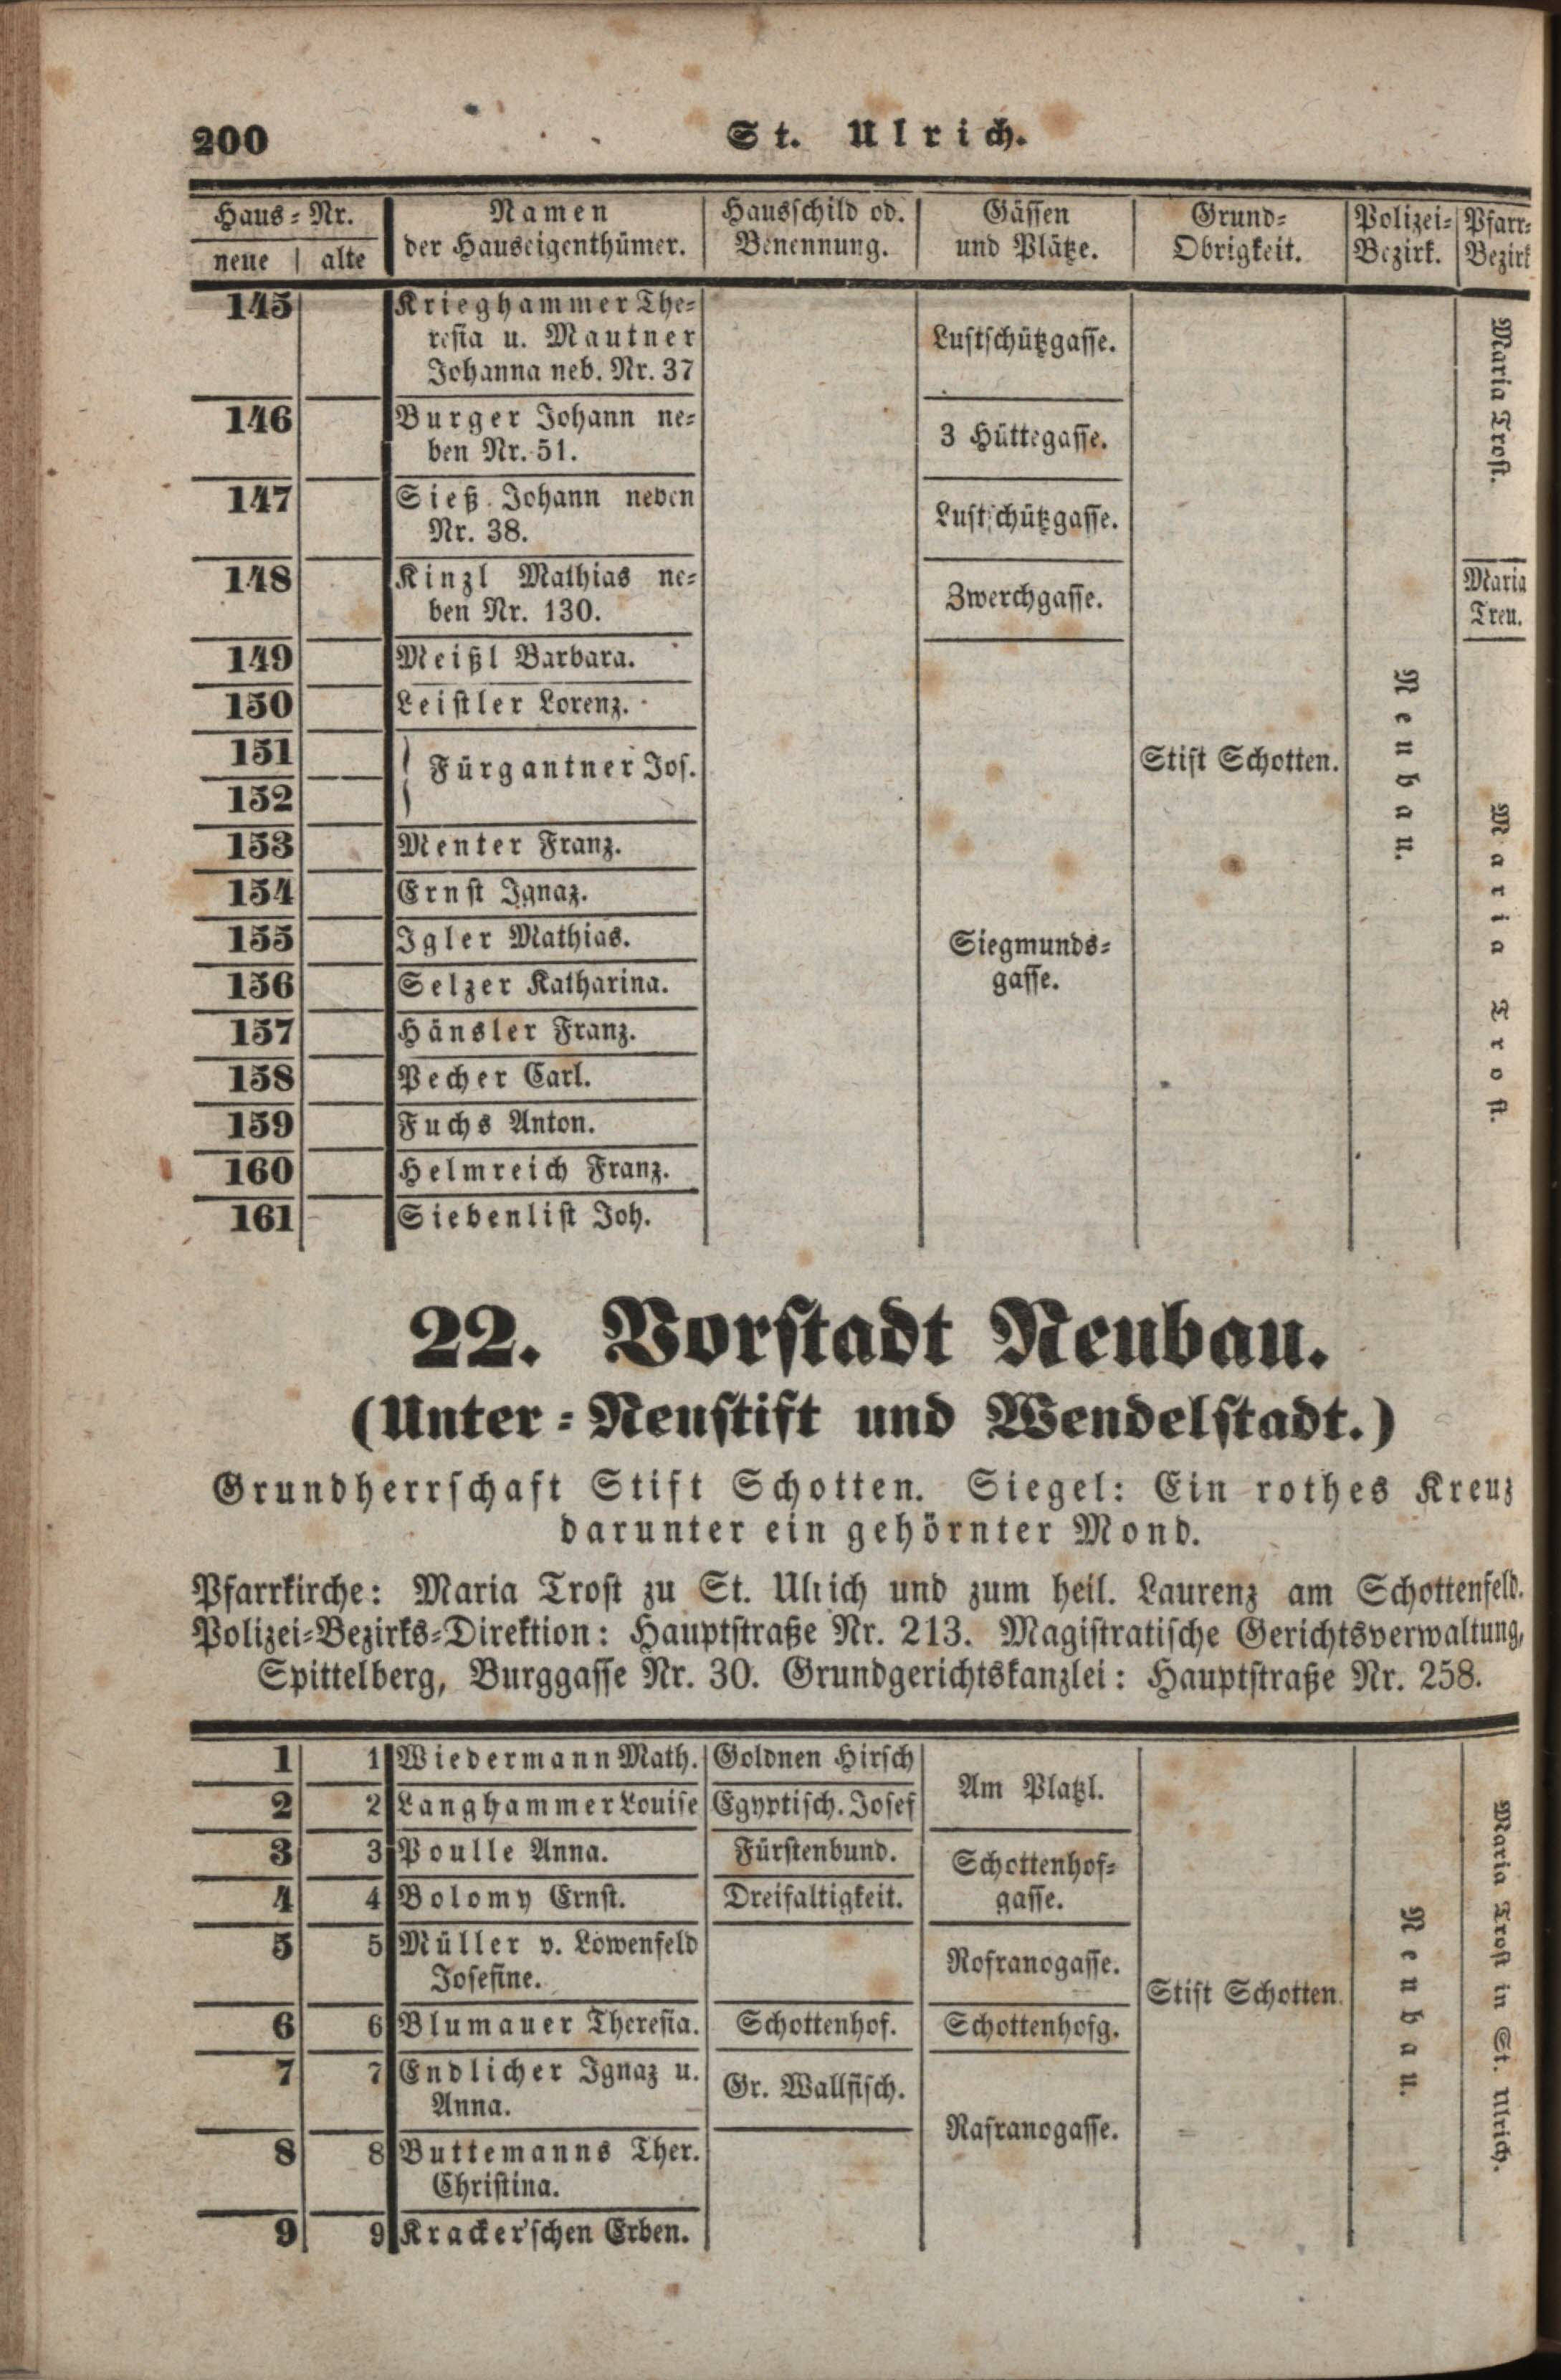 200 St. Ulrich.
Haus-Nr. Namen Hausschild od. Gässen Grund- Polizei- Pfarr-
neue alte der Hauseigenthümer. Benennung. und Plätze. Obrigkeit. Bezirk. Bezirk
145 Krieghammer The-
resia u. Mautner Lustschützgasse.
Johanna neb. Nr. 37
Maria Trost.
146 Burger Johann ne-
ben Nr. 51. 3 Hüttegasse.
147 Sieß Johann neben
Nr. 38. Lustschützgasse.
148 Kinzl Mathias ne- Zwerchgasse. Maria
ben Nr. 130. Treu.
149 Meißl Barbara.
150 Leistler Lorenz.
151 Fürgantner Jos. Stift Schotten. Neubau.
152
153 Menter Franz.
154 Ernst Ignaz.
155 Igler Mathias. Siegmunds- Maria Trost.
156 Selzer Katharina. gasse.
157 Hänsler Franz.
158 Pecher Carl.
159 Fuchs Anton.
160 Helmreich Franz.
161 Siebenlist Joh.
22. Vorstadt Neubau.
(Unter-Neustift und Wendelstadt.)
Grundherrschaft Stift Schotten. Siegel: Ein rothes Kreuz
darunter ein gehörnter Mond.
Pfarrkirche: Maria Trost zu St. Ulrich und zum heil. Laurenz am Schottenfeld.
Polizei-Bezirks-Direktion: Hauptstraße Nr. 213. Magistratische Gerichtsverwaltung,
Spittelberg, Burggasse Nr. 30. Grundgerichtskanzlei: Hauptstraße Nr. 258.
1 1 Wiedermann Math. Goldnen Hirsch Am Platzl.
2 2 Langhammer Louise Egyptisch. Josef
3 3 Poulle Anna. Fürstenbund. Schottenhof-
4 4 Bolomy Ernst. Dreifaltigkeit. gasse.
5 5 Müller v. Löwenfeld Rofranogasse.
Josefine. Stift Schotten. Neubau. Maria Trost in St. Ulrich.
6 6 Blumauer Theresia. Schottenhof. Schottenhofg.
7 7 Endlicher Ignaz u. Gr. Wallfisch.
Anna. Rafranogasse.
8 8 Buttemanns Ther.
Christina.
9 9 Kracker'schen Erben.